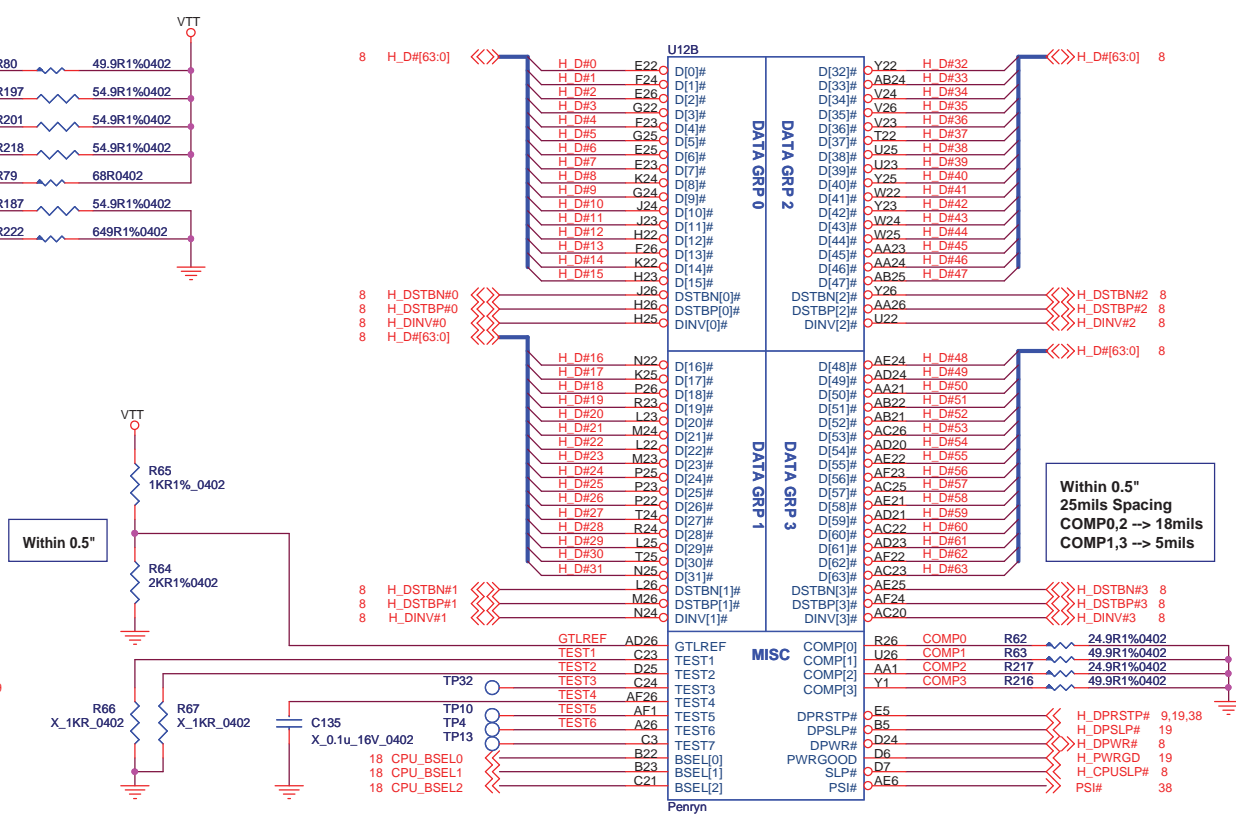 VTT
R80 49.9R1%0402
R197 54.9R1%0402
R201 54.9R1%0402
R218 54.9R1%0402
R79 68R0402
R187 54.9R1%0402
R222 649R1%0402
VTT
R65
1KR1%_0402
Within 0.5"
R64
2KR1%0402
R66
X_1KR_0402
R67
X_1KR_0402
C135
X_0.1u_16V_0402
U12B
8 H_D#[63:0]
H_D#0 E22 D[0]#
H_D#1 F24 D[1]#
H_D#2 E26 D[2]#
H_D#3 G22 D[3]#
H_D#4 F23 D[4]#
H_D#5 G25 D[5]#
H_D#6 E25 D[6]#
H_D#7 E23 D[7]#
H_D#8 K24 D[8]#
H_D#9 G24 D[9]#
H_D#10 J24 D[10]#
H_D#11 J23 D[11]#
H_D#12 H22 D[12]#
H_D#13 F26 D[13]#
H_D#14 K22 D[14]#
H_D#15 H23 D[15]#
8 H_DSTBN#0 J26 DSTBN[0]#
8 H_DSTBP#0 H26 DSTBP[0]#
8 H_DINV#0 H25 DINV[0]#
DATA GRP 0
8 H_D#[63:0]
H_D#16 N22 D[16]#
H_D#17 K25 D[17]#
H_D#18 P26 D[18]#
H_D#19 R23 D[19]#
H_D#20 L23 D[20]#
H_D#21 M24 D[21]#
H_D#22 L22 D[22]#
H_D#23 M23 D[23]#
H_D#24 P25 D[24]#
H_D#25 P23 D[25]#
H_D#26 P22 D[26]#
H_D#27 T24 D[27]#
H_D#28 R24 D[28]#
H_D#29 L25 D[29]#
H_D#30 T25 D[30]#
H_D#31 N25 D[31]#
8 H_DSTBN#1 L26 DSTBN[1]#
8 H_DSTBP#1 M26 DSTBP[1]#
8 H_DINV#1 N24 DINV[1]#
DATA GRP 1
GTLREF AD26 GTLREF
TEST1 C23 TEST1
TEST2 D25 TEST2
TP32 TEST3 C24 TEST3
TEST4 AF26 TEST4
TP10 TEST5 AF1 TEST5
TP4 TEST6 A26 TEST6
TP13 C3 TEST7
18 CPU_BSEL0 B22 BSEL[0]
18 CPU_BSEL1 B23 BSEL[1]
18 CPU_BSEL2 C21 BSEL[2]
MISC
Penryn
H_D#[63:0] 8
D[32]# Y22 H_D#32
D[33]# AB24 H_D#33
D[34]# V24 H_D#34
D[35]# V26 H_D#35
D[36]# V23 H_D#36
D[37]# T22 H_D#37
D[38]# U25 H_D#38
D[39]# U23 H_D#39
D[40]# Y25 H_D#40
D[41]# W22 H_D#41
D[42]# Y23 H_D#42
D[43]# W24 H_D#43
D[44]# W25 H_D#44
D[45]# AA23 H_D#45
D[46]# AA24 H_D#46
D[47]# AB25 H_D#47
DSTBN[2]# Y26 H_DSTBN#2 8
DSTBP[2]# AA26 H_DSTBP#2 8
DINV[2]# U22 H_DINV#2 8
DATA GRP 2
H_D#[63:0] 8
D[48]# AE24 H_D#48
D[49]# AD24 H_D#49
D[50]# AA21 H_D#50
D[51]# AB22 H_D#51
D[52]# AB21 H_D#52
D[53]# AC26 H_D#53
D[54]# AD20 H_D#54
D[55]# AE22 H_D#55
D[56]# AF23 H_D#56
D[57]# AC25 H_D#57
D[58]# AE21 H_D#58
D[59]# AD21 H_D#59
D[60]# AC22 H_D#60
D[61]# AD23 H_D#61
D[62]# AF22 H_D#62
D[63]# AC23 H_D#63
DSTBN[3]# AE25 H_DSTBN#3 8
DSTBP[3]# AF24 H_DSTBP#3 8
DINV[3]# AC20 H_DINV#3 8
DATA GRP 3
Within 0.5"
25mils Spacing
COMP0,2 --> 18mils
COMP1,3 --> 5mils
COMP[0] R26 COMP0 R62 24.9R1%0402
COMP[1] U26 COMP1 R63 49.9R1%0402
COMP[2] AA1 COMP2 R217 24.9R1%0402
COMP[3] Y1 COMP3 R216 49.9R1%0402
DPRSTP# E5 H_DPRSTP# 9,19,38
DPSLP# B5 H_DPSLP# 19
DPWR# D24 H_DPWR# 8
PWRGOOD D6 H_PWRGD 19
SLP# D7 H_CPUSLP# 8
PSI# AE6 PSI# 38